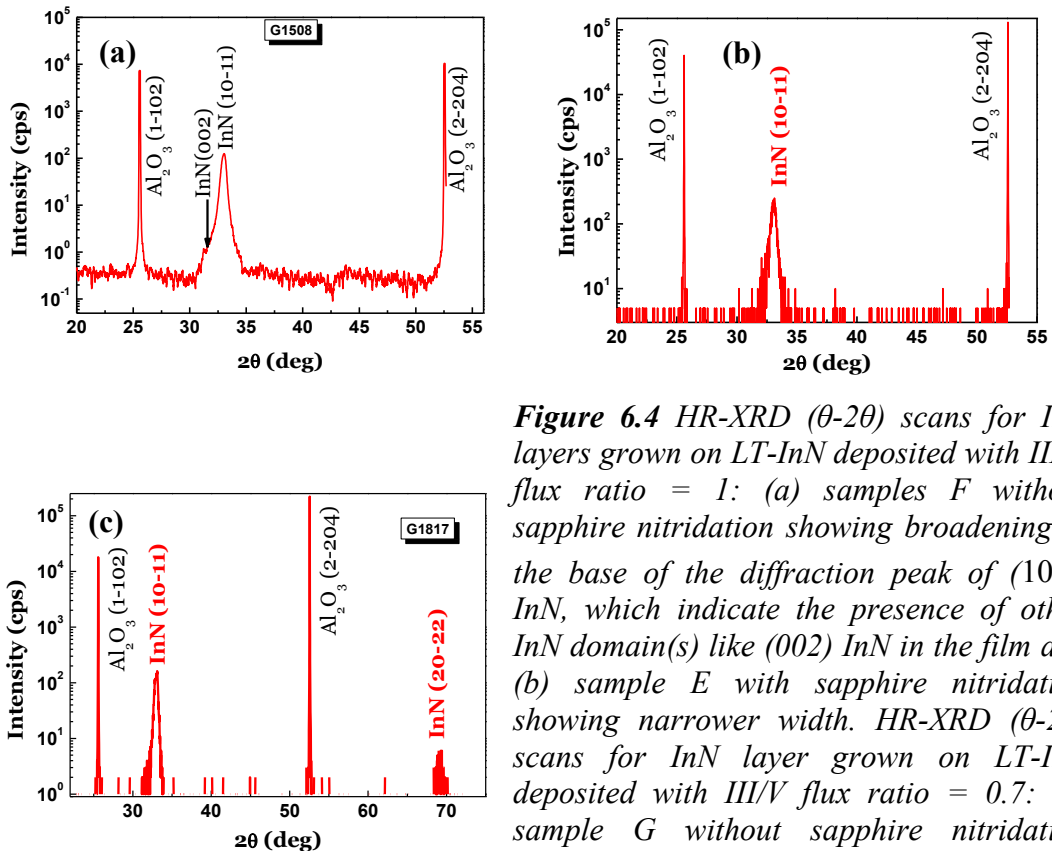 (a)
G1508
Intensity (cps)
10^5
10^4
10^3
10^2
10^1
10^0
10^-1
Al2O3 (1-102)
InN(002)
InN (10-11)
Al2O3 (2-204)
20 25 30 35 40 45 50 55
2θ (deg)
(b)
Intensity (cps)
10^5
10^4
10^3
10^2
10^1
Al2O3 (1-102)
InN (10-11)
Al2O3 (2-204)
20 25 30 35 40 45 50 55
2θ (deg)
(c)
G1817
Intensity (cps)
10^5
10^4
10^3
10^2
10^1
10^0
Al2O3 (1-102)
InN (10-11)
Al2O3 (2-204)
InN (20-22)
30 40 50 60 70
2θ (deg)
Figure 6.4 HR-XRD (θ-2θ) scans for
layers grown on LT-InN deposited with
flux ratio = 1: (a) samples F
sapphire nitridation showing broadening
the base of the diffraction peak of (10
InN, which indicate the presence of
InN domain(s) like (002) InN in the film
(b) sample E with sapphire
showing narrower width. HR-XRD
scans for InN layer grown on
deposited with III/V flux ratio = 0.7:
sample G without sapphire